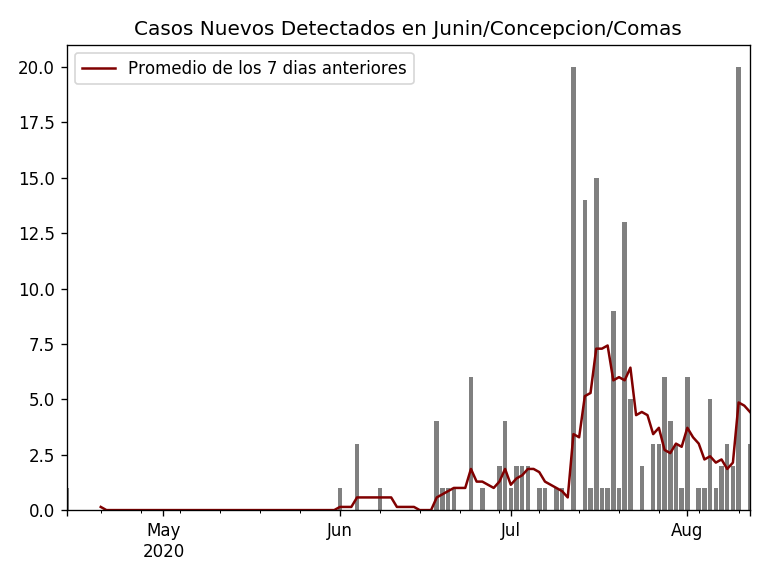 Casos Nuevos Detectados en Junin/Concepcion/Comas
Promedio de los 7 dias anteriores
20.0
17.5
15.0
12.5
10.0
7.5
5.0
2.5
0.0
May
2020
Jun
Jul
Aug